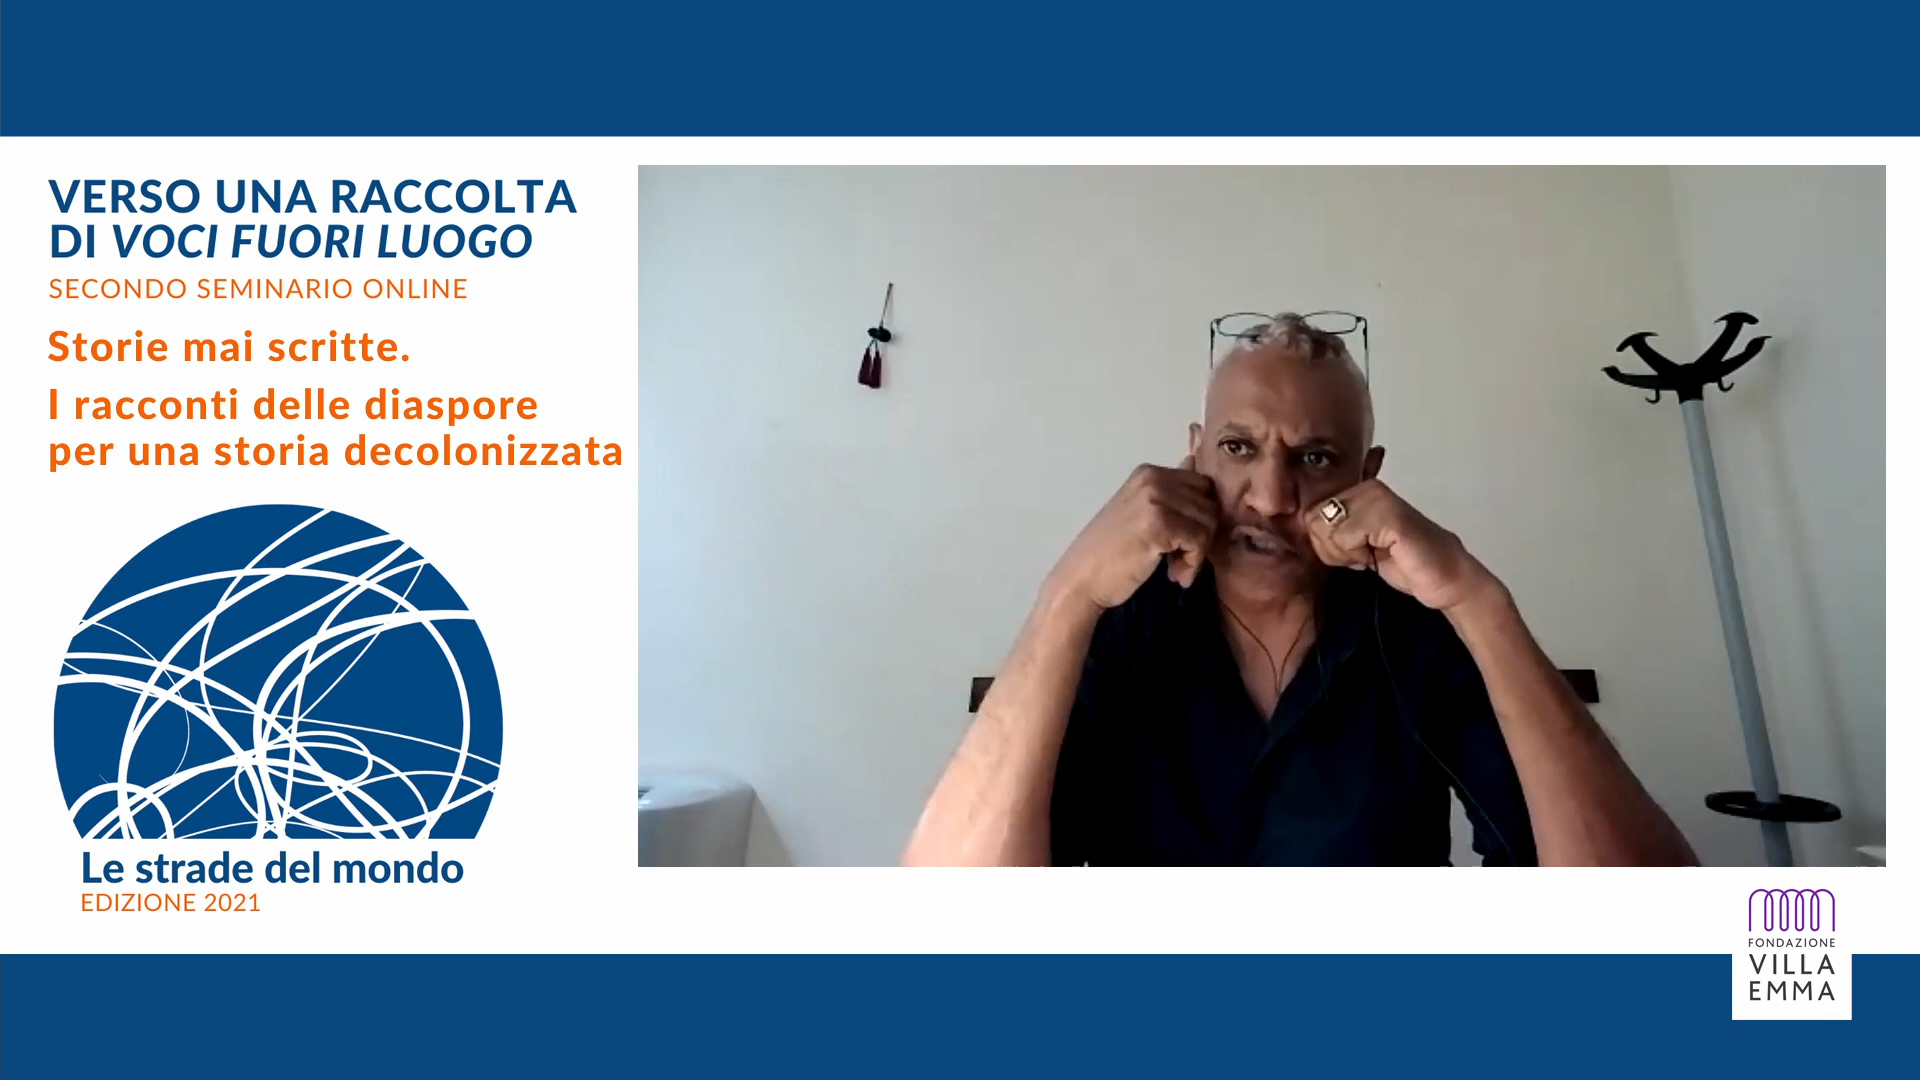 VERSO UNA RACCOLTA
DI VOCI FUORI LUOGO
SECONDO SEMINARIO ONLINE
Storie mai scritte.
I racconti delle diaspore
per una storia decolonizzata
Le strade del mondo
EDIZIONE 2021
FONDAZIONE
VILLA
EMMA